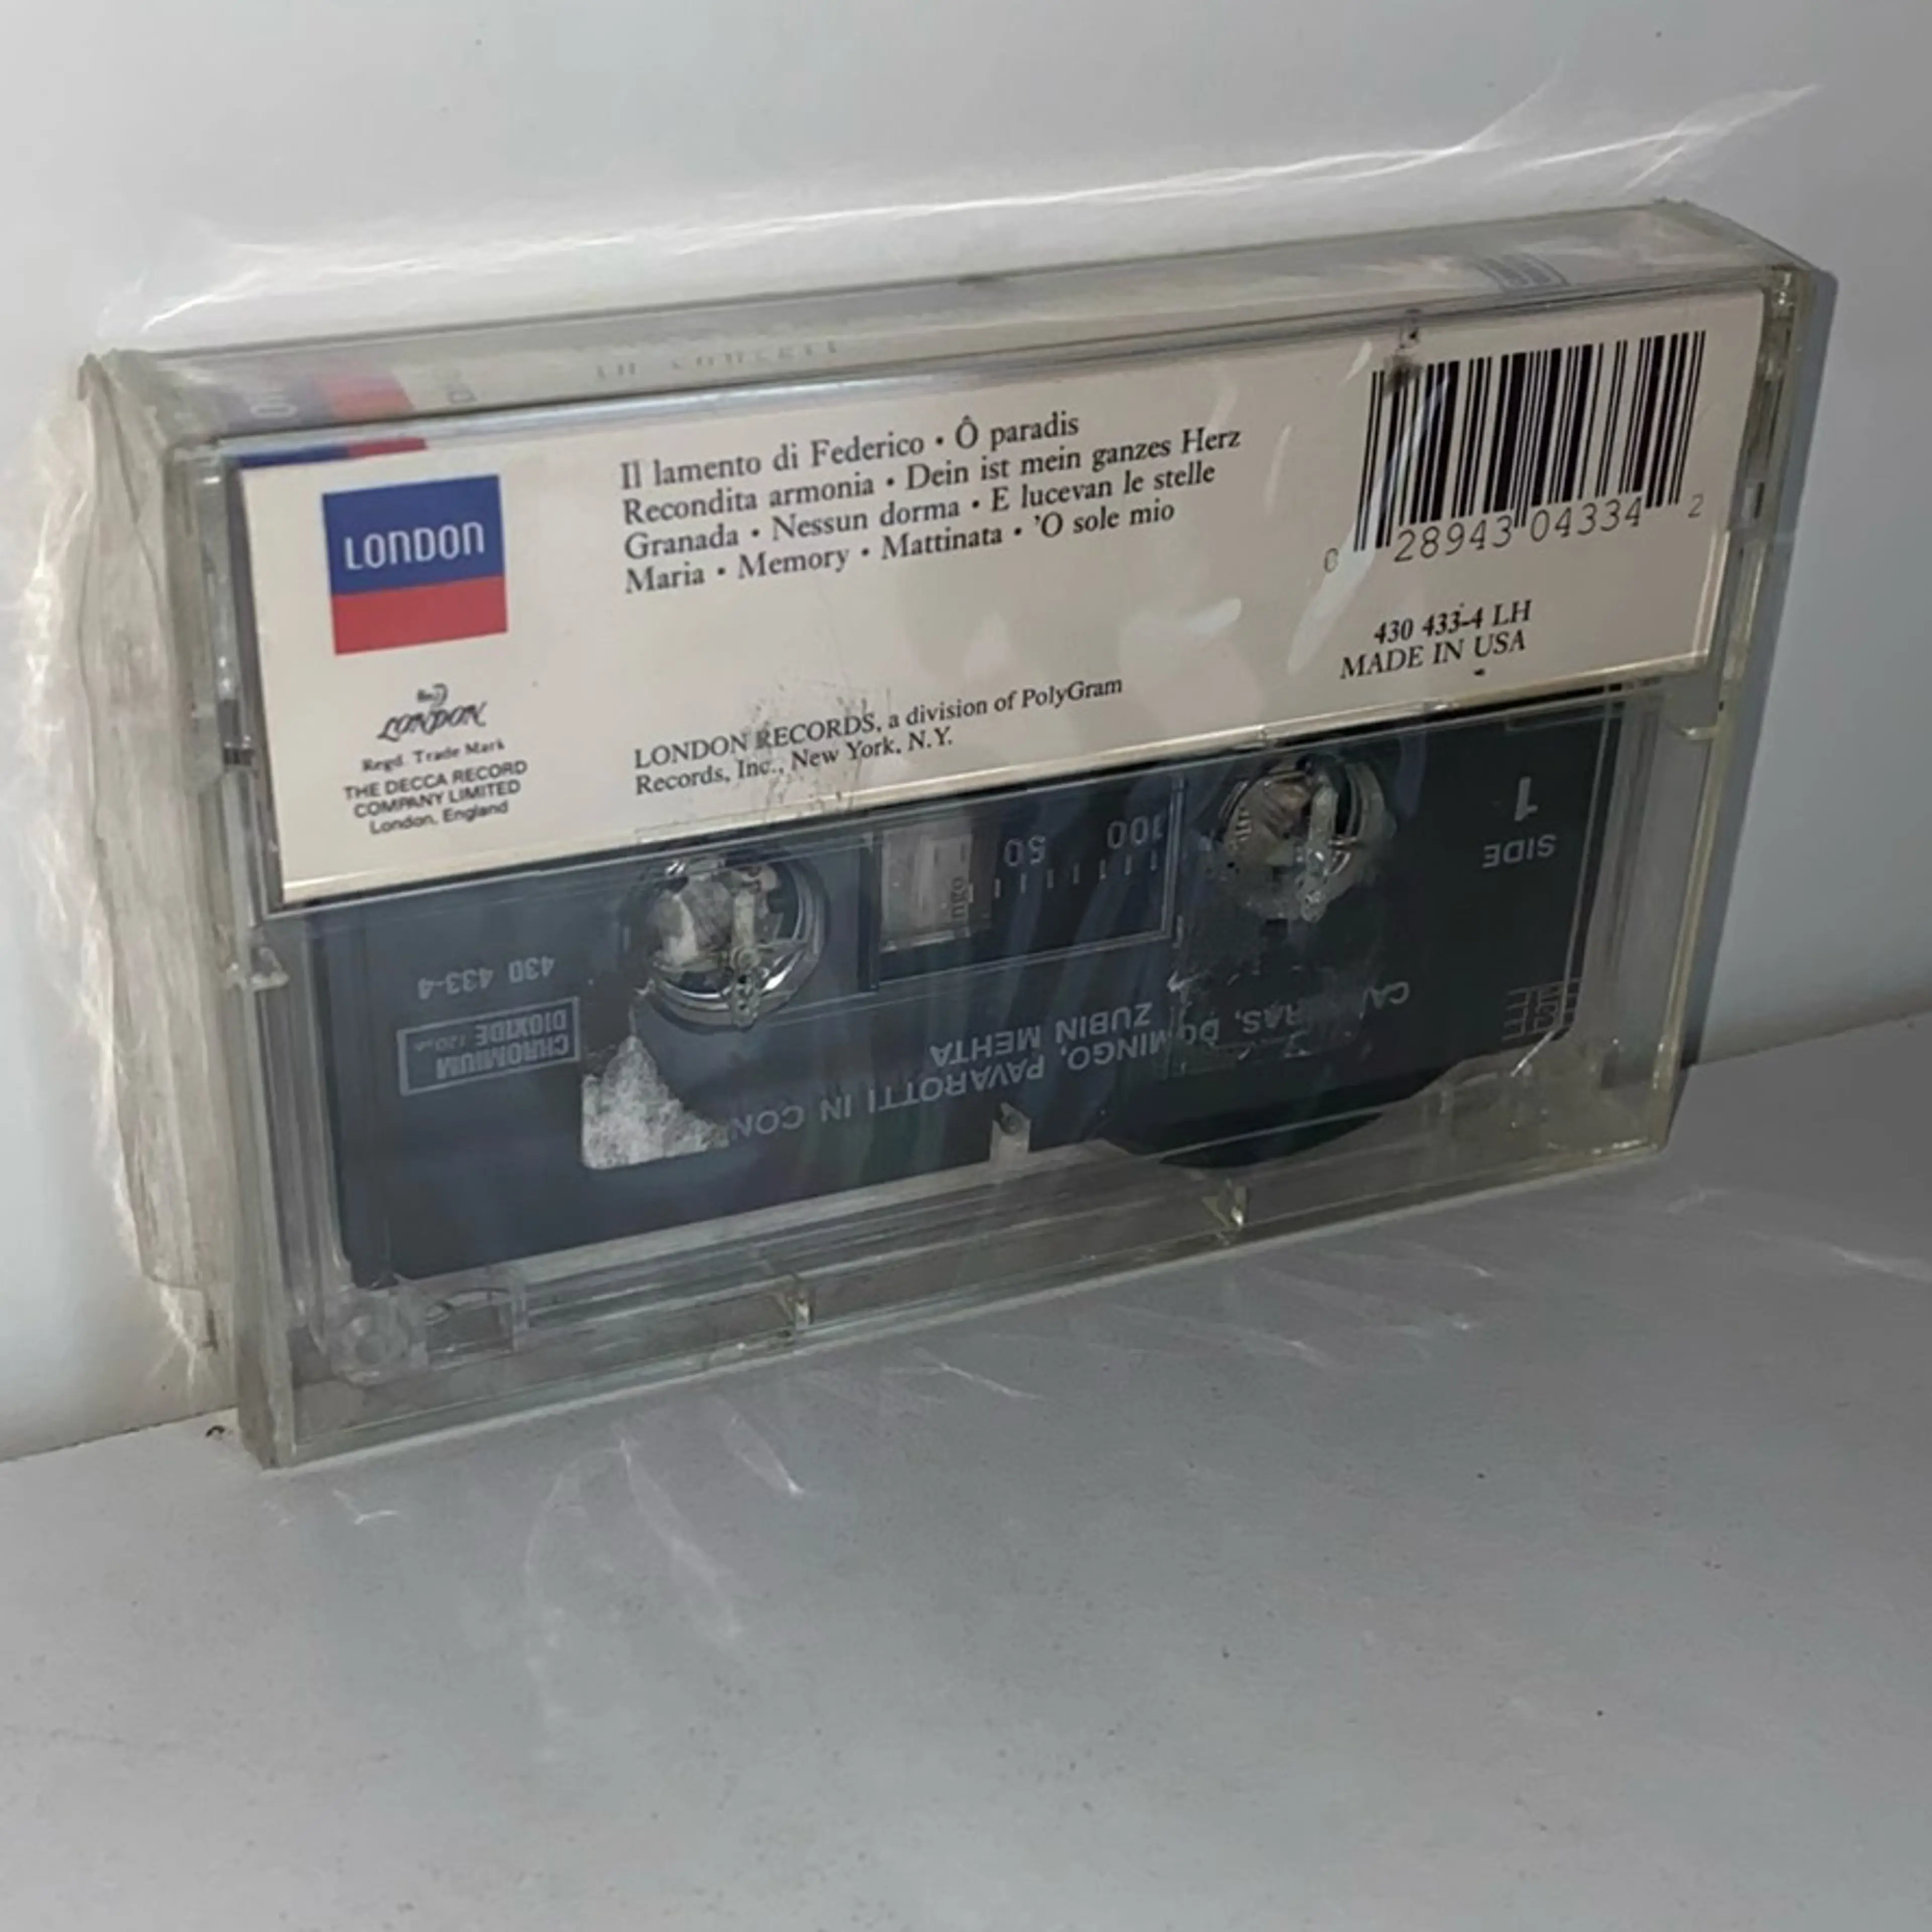 LONDON
LONDON
Regd. Trade Mark
THE DECCA RECORD
COMPANY LIMITED
London, England
Il lamento di Federico • Ô paradis
Recondita armonia • Dein ist mein ganzes Herz
Granada • Nessun dorma • E lucevan le stelle
Maria • Memory • Mattinata • 'O sole mio
LONDON RECORDS, a division of PolyGram
Records, Inc., New York, N.Y.
0 28943 04334 2
430 433-4 LH
MADE IN USA
SIDE
1
100 50
430 433-4
CHROMIUM
DIOXIDE 120 µs
DOMINGO, PAVAROTTI IN
ZUBIN MEHTA